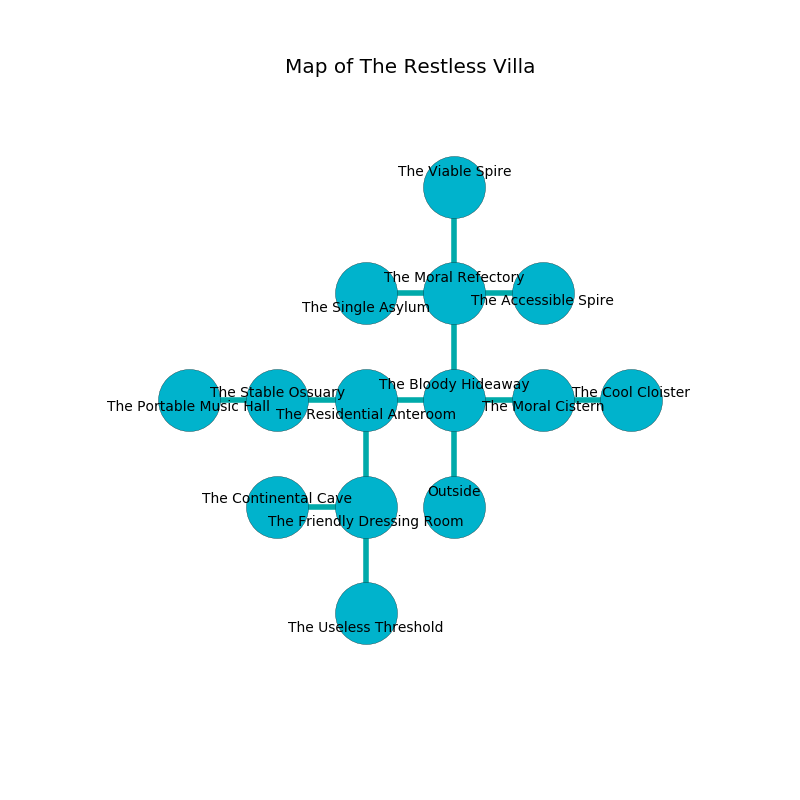 Map of The Restless Villa
The Viable Spire
The Moral Refectory
The Single Asylum
The Accessible Spire
The Bloody Hideaway
The Stable Ossuary
The Cool Cloister
The Portable Music Hall
The Residential Anteroom
The Moral Cistern
The Continental Cave
Outside
The Friendly Dressing Room
The Useless Threshold